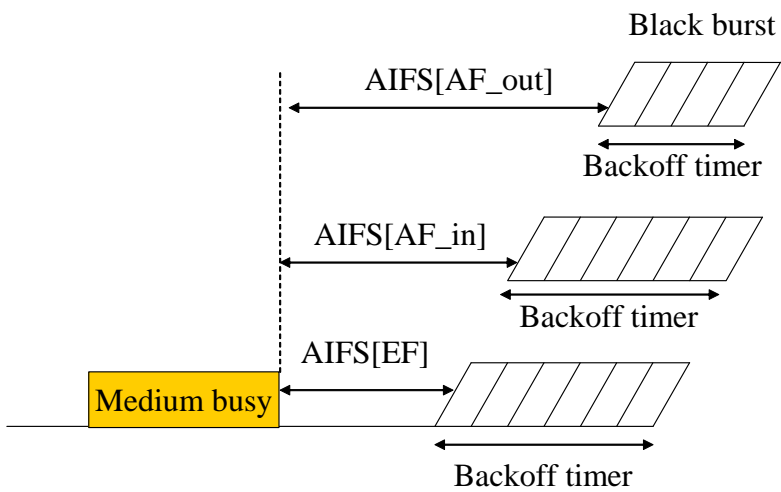 Black burst
AIFS[AF_out]
Backoff timer
AIFS[AF_in]
Backoff timer
AIFS[EF]
Medium busy
Backoff timer